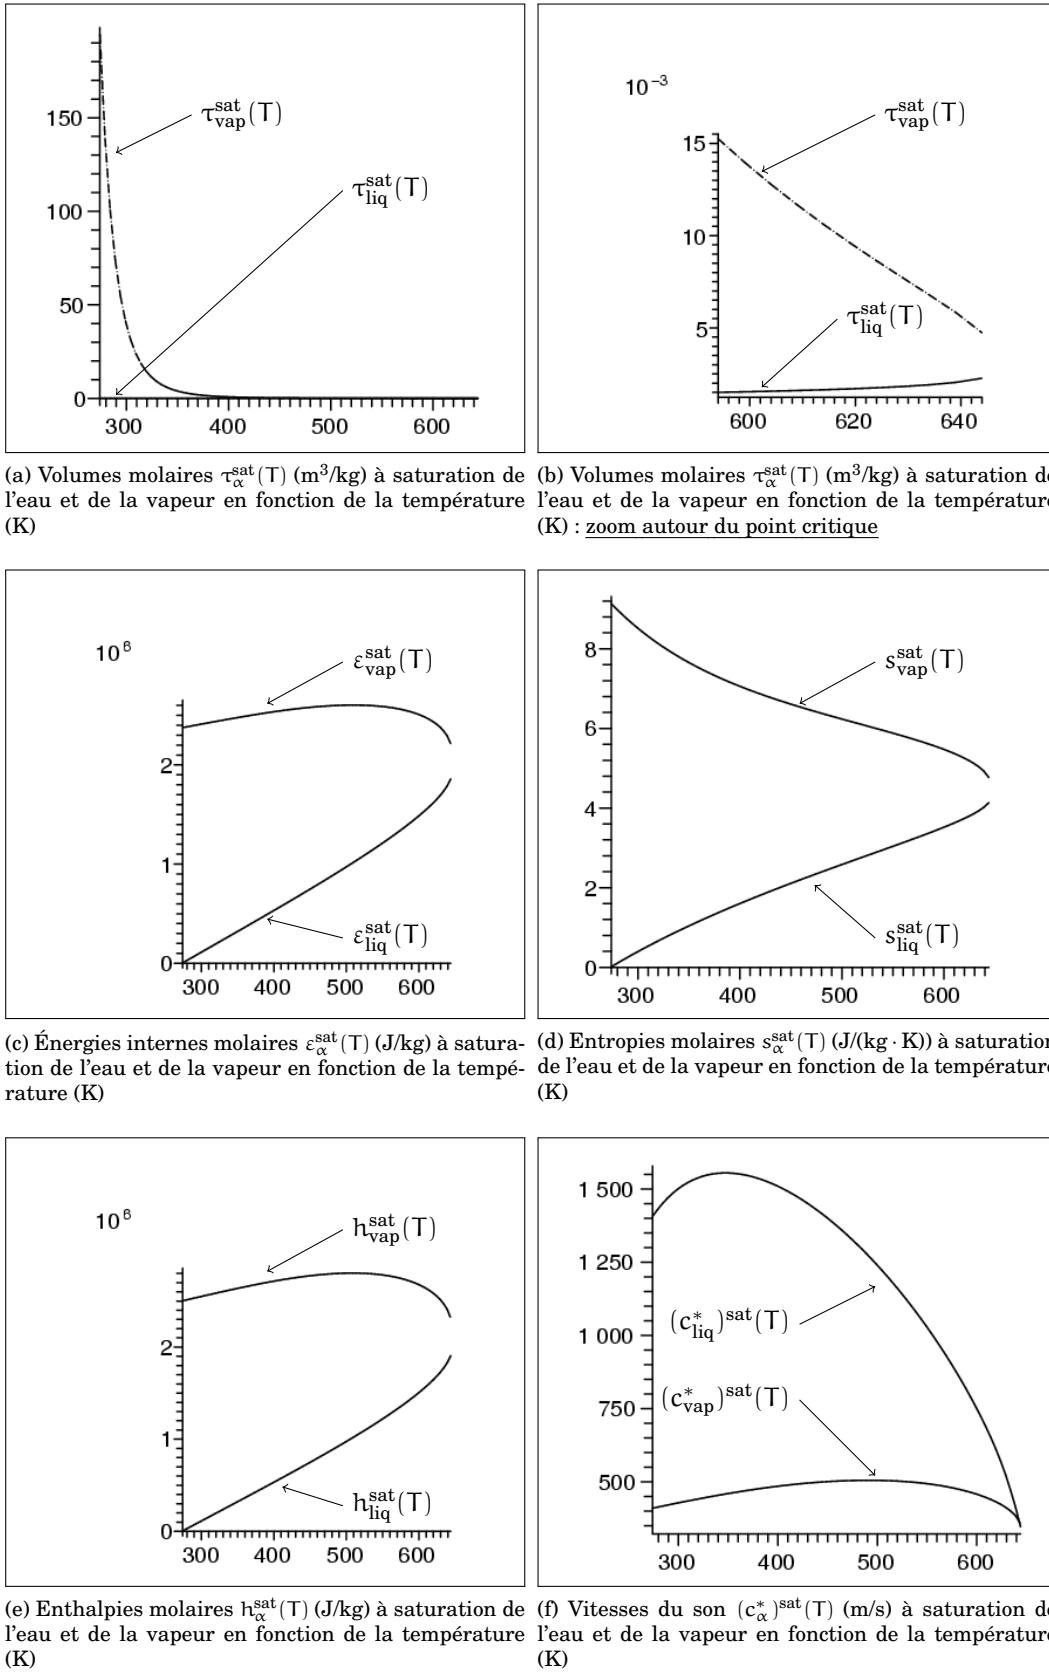 150
100
50
0
300 400 500 600
τ_vap^sat(T)
τ_liq^sat(T)
(a) Volumes molaires τ_α^sat(T) (m³/kg) à saturation de
l'eau et de la vapeur en fonction de la température
(K)
10⁻³
15
10
5
600 620 640
τ_vap^sat(T)
τ_liq^sat(T)
(b) Volumes molaires τ_α^sat(T) (m³/kg) à saturation de
l'eau et de la vapeur en fonction de la température
(K) : zoom autour du point critique
10⁶
2
1
0
300 400 500 600
ε_vap^sat(T)
ε_liq^sat(T)
(c) Énergies internes molaires ε_α^sat(T) (J/kg) à satura-
tion de l'eau et de la vapeur en fonction de la tempé-
rature (K)
8
6
4
2
0
300 400 500 600
s_vap^sat(T)
s_liq^sat(T)
(d) Entropies molaires s_α^sat(T) (J/(kg · K)) à saturation
de l'eau et de la vapeur en fonction de la température
(K)
10⁶
2
1
0
300 400 500 600
h_vap^sat(T)
h_liq^sat(T)
(e) Enthalpies molaires h_α^sat(T) (J/kg) à saturation de
l'eau et de la vapeur en fonction de la température
(K)
1 500
1 250
1 000
750
500
300 400 500 600
(c*_liq)^sat(T)
(c*_vap)^sat(T)
(f) Vitesses du son (c*_α)^sat(T) (m/s) à saturation de
l'eau et de la vapeur en fonction de la température
(K)